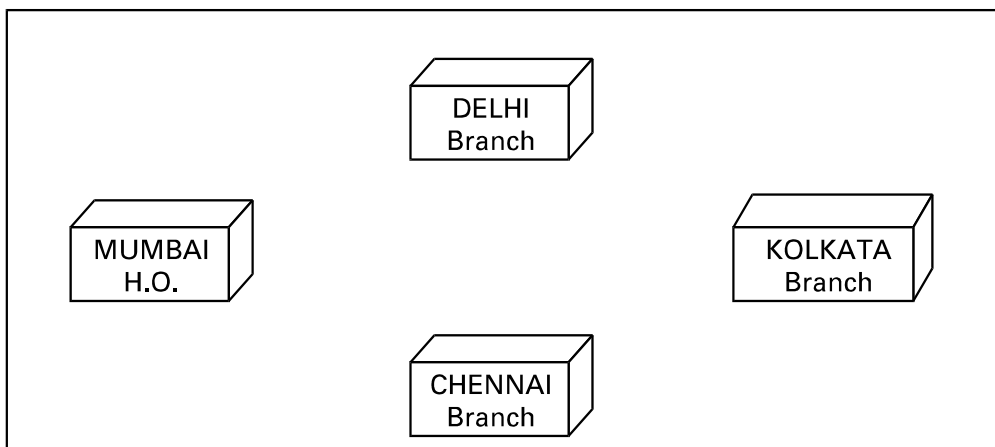 DELHI
Branch
MUMBAI
H.O.
KOLKATA
Branch
CHENNAI
Branch